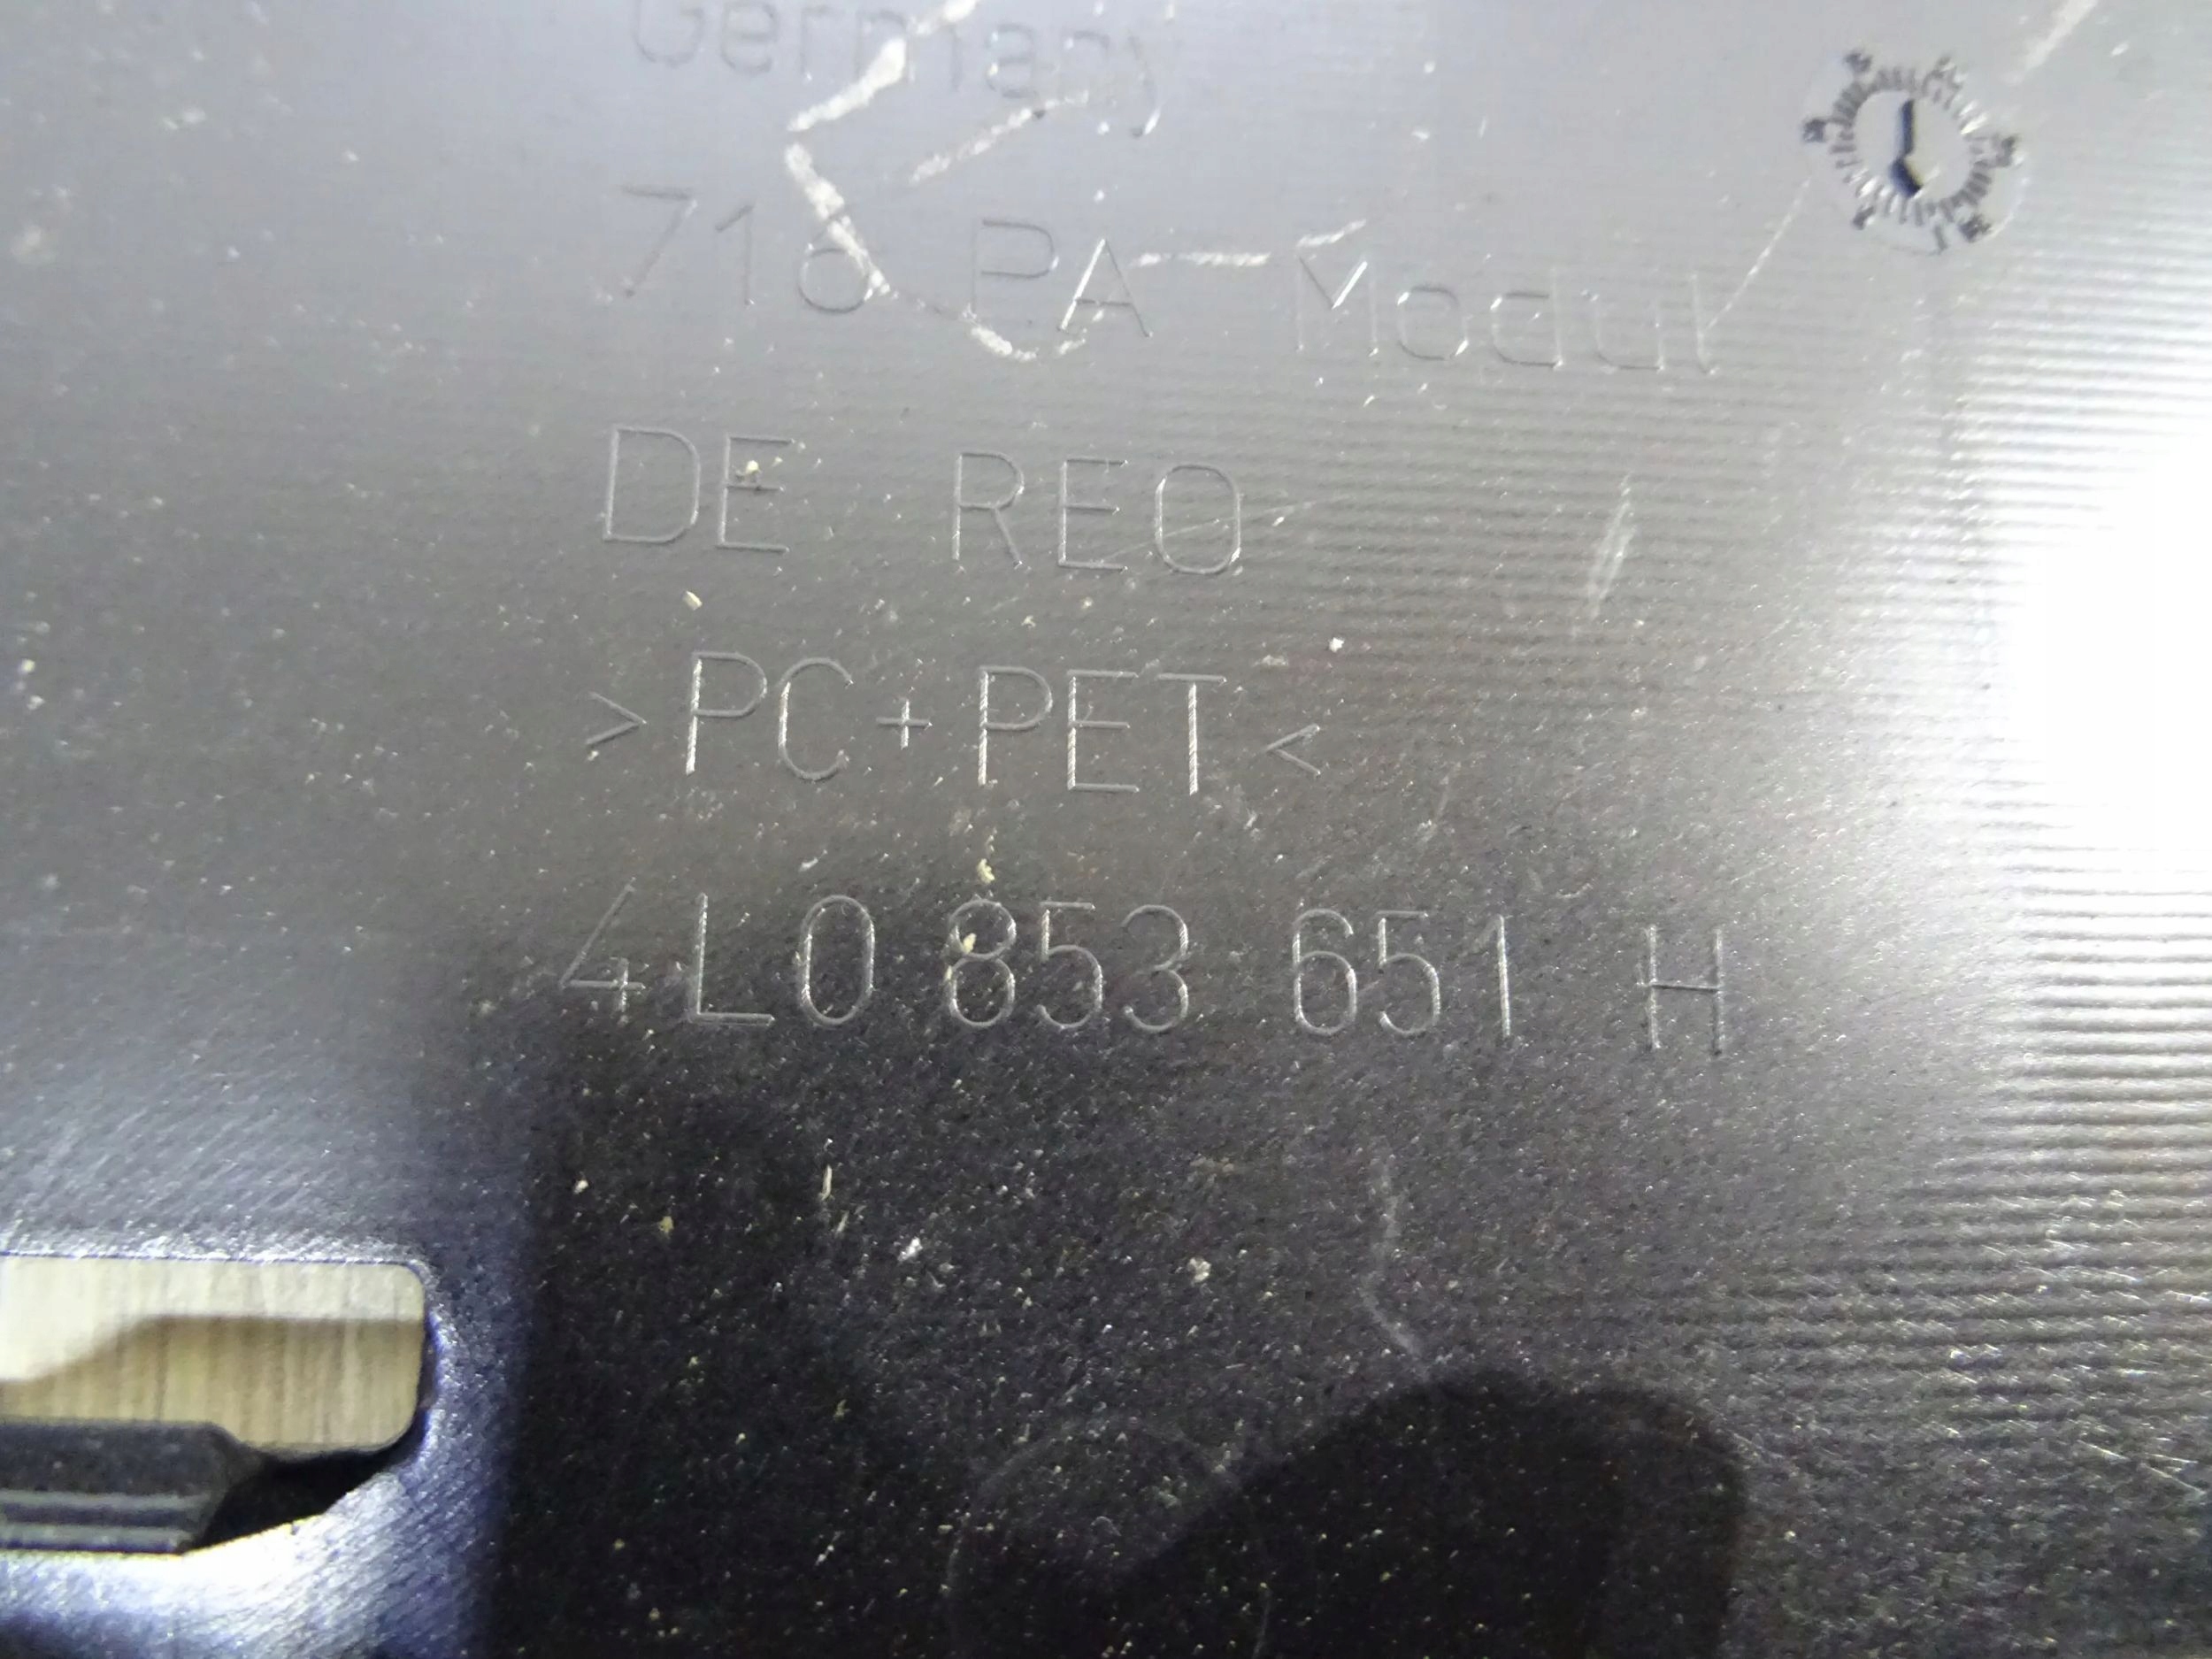 Germany
716 PA Modul
DE REO
>PC+PET<
4L0 853 651 H